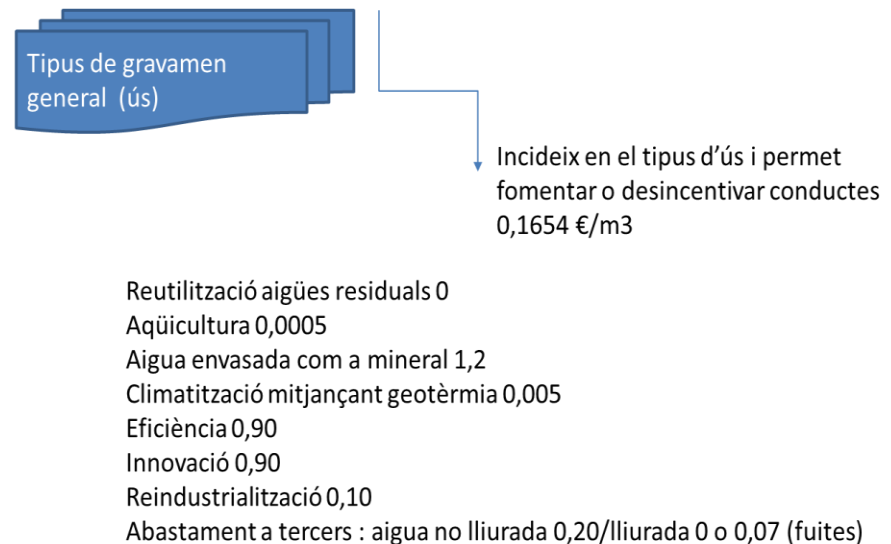 Tipus de gravamen
general (ús)
Incideix en el tipus d'ús i permet
fomentar o desincentivar conductes
0,1654 €/m3
Reutilització aigües residuals 0
Aqüicultura 0,0005
Aigua envasada com a mineral 1,2
Climatització mitjançant geotèrmia 0,005
Eficiència 0,90
Innovació 0,90
Reindustrialització 0,10
Abastament a tercers : aigua no lliurada 0,20/lliurada 0 o 0,07 (fuites)